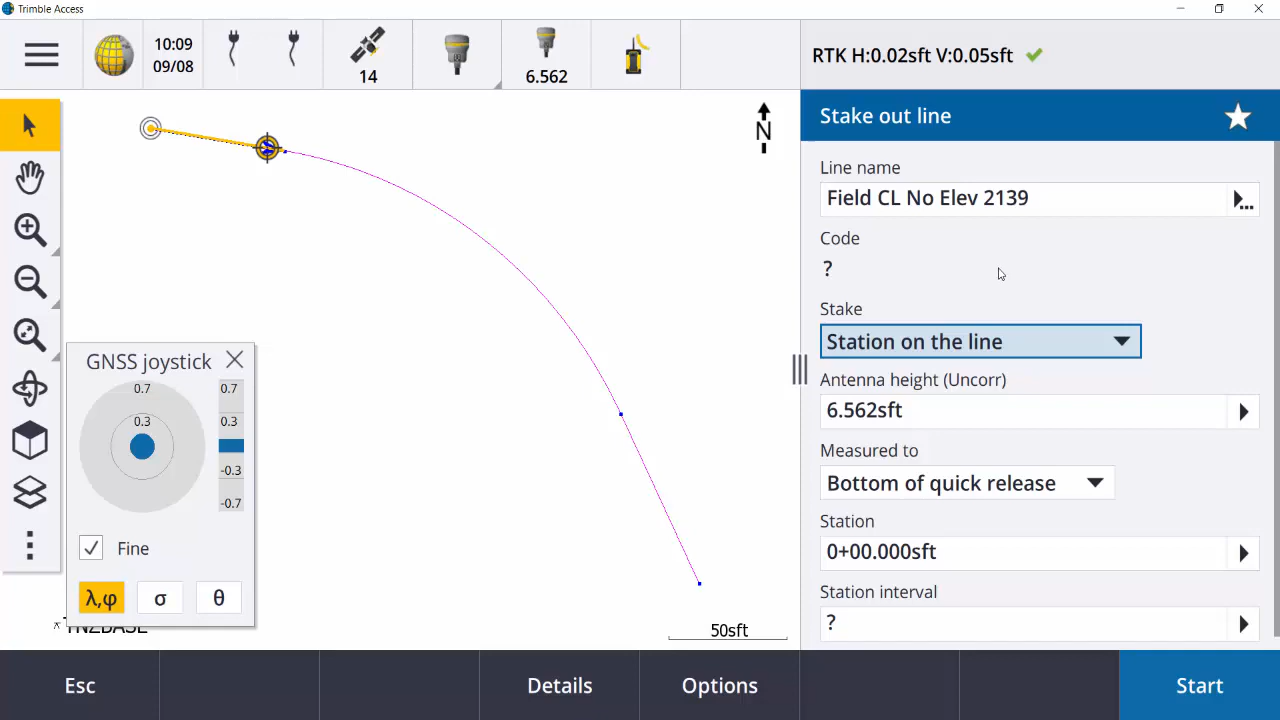 Trimble Access
10:09
09/08
14
6.562
RTK H:0.02sft V:0.05sft
Stake out line
Line name
Field CL No Elev 2139
Code
?
Stake
Station on the line
Antenna height (Uncorr)
6.562sft
Measured to
Bottom of quick release
Station
0+00.000sft
Station interval
?
N
GNSS joystick
0.7
0.3
0.7
0.3
-0.3
-0.7
Fine
λ,φ
σ
θ
TNZBASE
50sft
Esc
Details
Options
Start